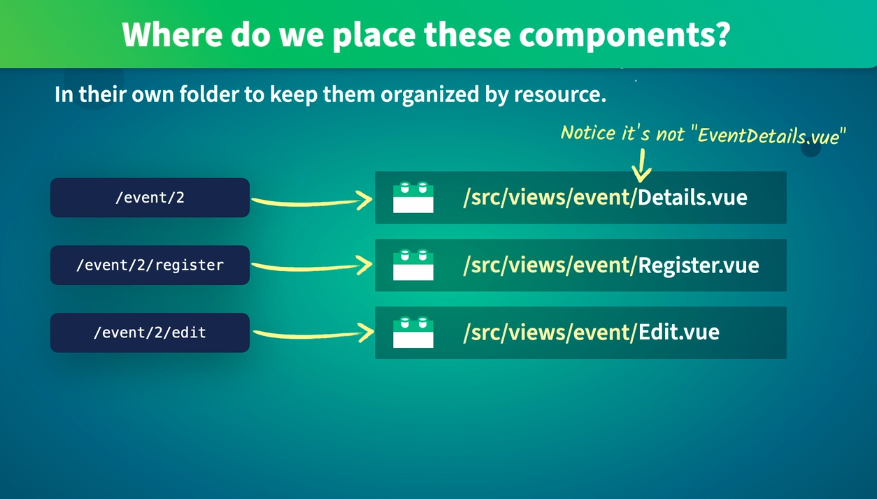 Where do we place these components?
In their own folder to keep them organized by resource.
Notice it's not "EventDetails.vue"
/event/2
/src/views/event/Details.vue
/event/2/register
/src/views/event/Register.vue
/event/2/edit
/src/views/event/Edit.vue